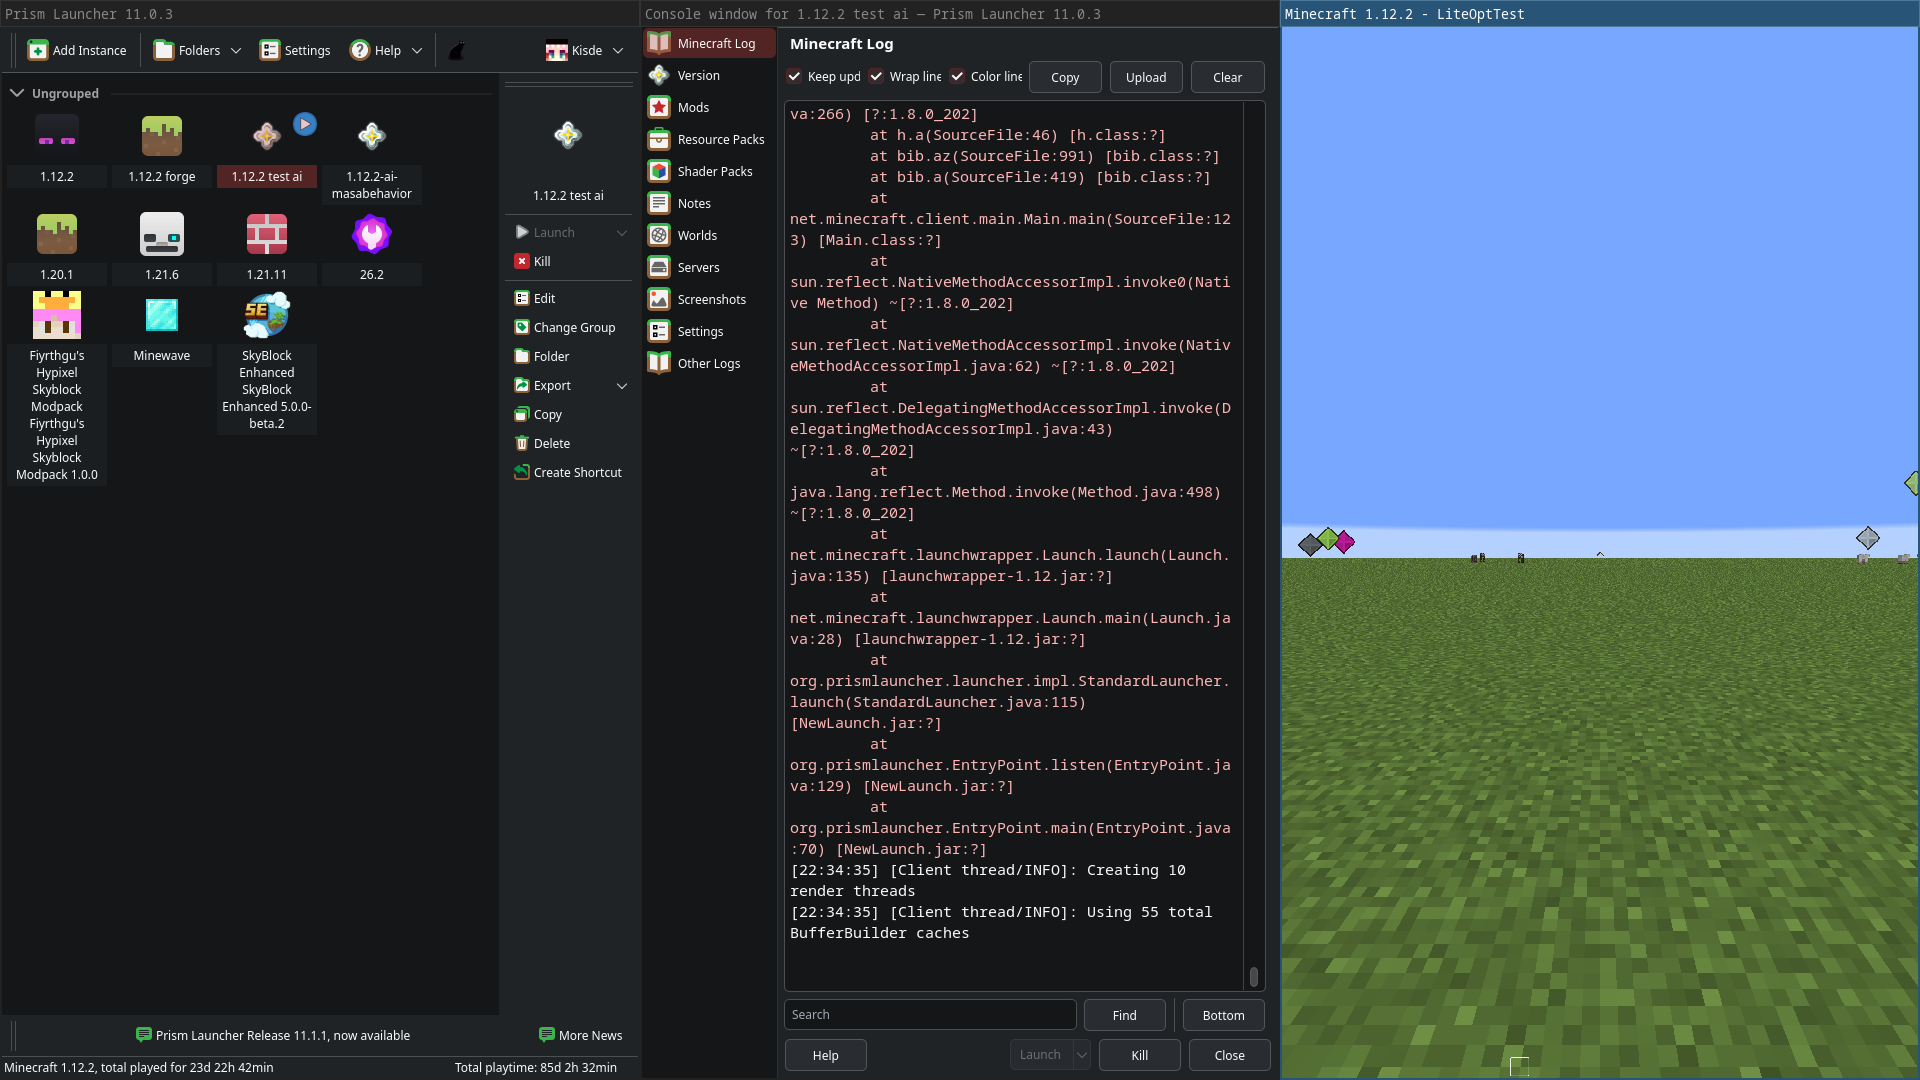 Prism Launcher 11.0.3
Add Instance
Folders
Settings
Help
Kisde
Ungrouped
1.12.2
1.12.2 forge
1.12.2 test ai
1.12.2-ai-
masabehavior
1.20.1
1.21.6
1.21.11
26.2
Fiyrthgu's
Hypixel
Skyblock
Modpack
Fiyrthgu's
Hypixel
Skyblock
Modpack 1.0.0
Minewave
SkyBlock
Enhanced
SkyBlock
Enhanced 5.0.0-
beta.2
1.12.2 test ai
Launch
Kill
Edit
Change Group
Folder
Export
Copy
Delete
Create Shortcut
Prism Launcher Release 11.1.1, now available
More News
Minecraft 1.12.2, total played for 23d 22h 42min
Total playtime: 85d 2h 32min
Console window for 1.12.2 test ai — Prism Launcher 11.0.3
Minecraft Log
Version
Mods
Resource Packs
Shader Packs
Notes
Worlds
Servers
Screenshots
Settings
Other Logs
Minecraft Log
Keep upd
Wrap line
Color line
Copy
Upload
Clear
va:266) [?:1.8.0_202]
at h.a(SourceFile:46) [h.class:?]
at bib.az(SourceFile:991) [bib.class:?]
at bib.a(SourceFile:419) [bib.class:?]
at
net.minecraft.client.main.Main.main(SourceFile:12
3) [Main.class:?]
at
sun.reflect.NativeMethodAccessorImpl.invoke0(Nati
ve Method) ~[?:1.8.0_202]
at
sun.reflect.NativeMethodAccessorImpl.invoke(Nativ
eMethodAccessorImpl.java:62) ~[?:1.8.0_202]
at
sun.reflect.DelegatingMethodAccessorImpl.invoke(D
elegatingMethodAccessorImpl.java:43)
~[?:1.8.0_202]
at
java.lang.reflect.Method.invoke(Method.java:498)
~[?:1.8.0_202]
at
net.minecraft.launchwrapper.Launch.launch(Launch.
java:135) [launchwrapper-1.12.jar:?]
at
net.minecraft.launchwrapper.Launch.main(Launch.ja
va:28) [launchwrapper-1.12.jar:?]
at
org.prismlauncher.launcher.impl.StandardLauncher.
launch(StandardLauncher.java:115)
[NewLaunch.jar:?]
at
org.prismlauncher.EntryPoint.listen(EntryPoint.ja
va:129) [NewLaunch.jar:?]
at
org.prismlauncher.EntryPoint.main(EntryPoint.java
:70) [NewLaunch.jar:?]
[22:34:35] [Client thread/INFO]: Creating 10
render threads
[22:34:35] [Client thread/INFO]: Using 55 total
BufferBuilder caches
Search
Find
Bottom
Help
Launch
Kill
Close
Minecraft 1.12.2 - LiteOptTest
SE